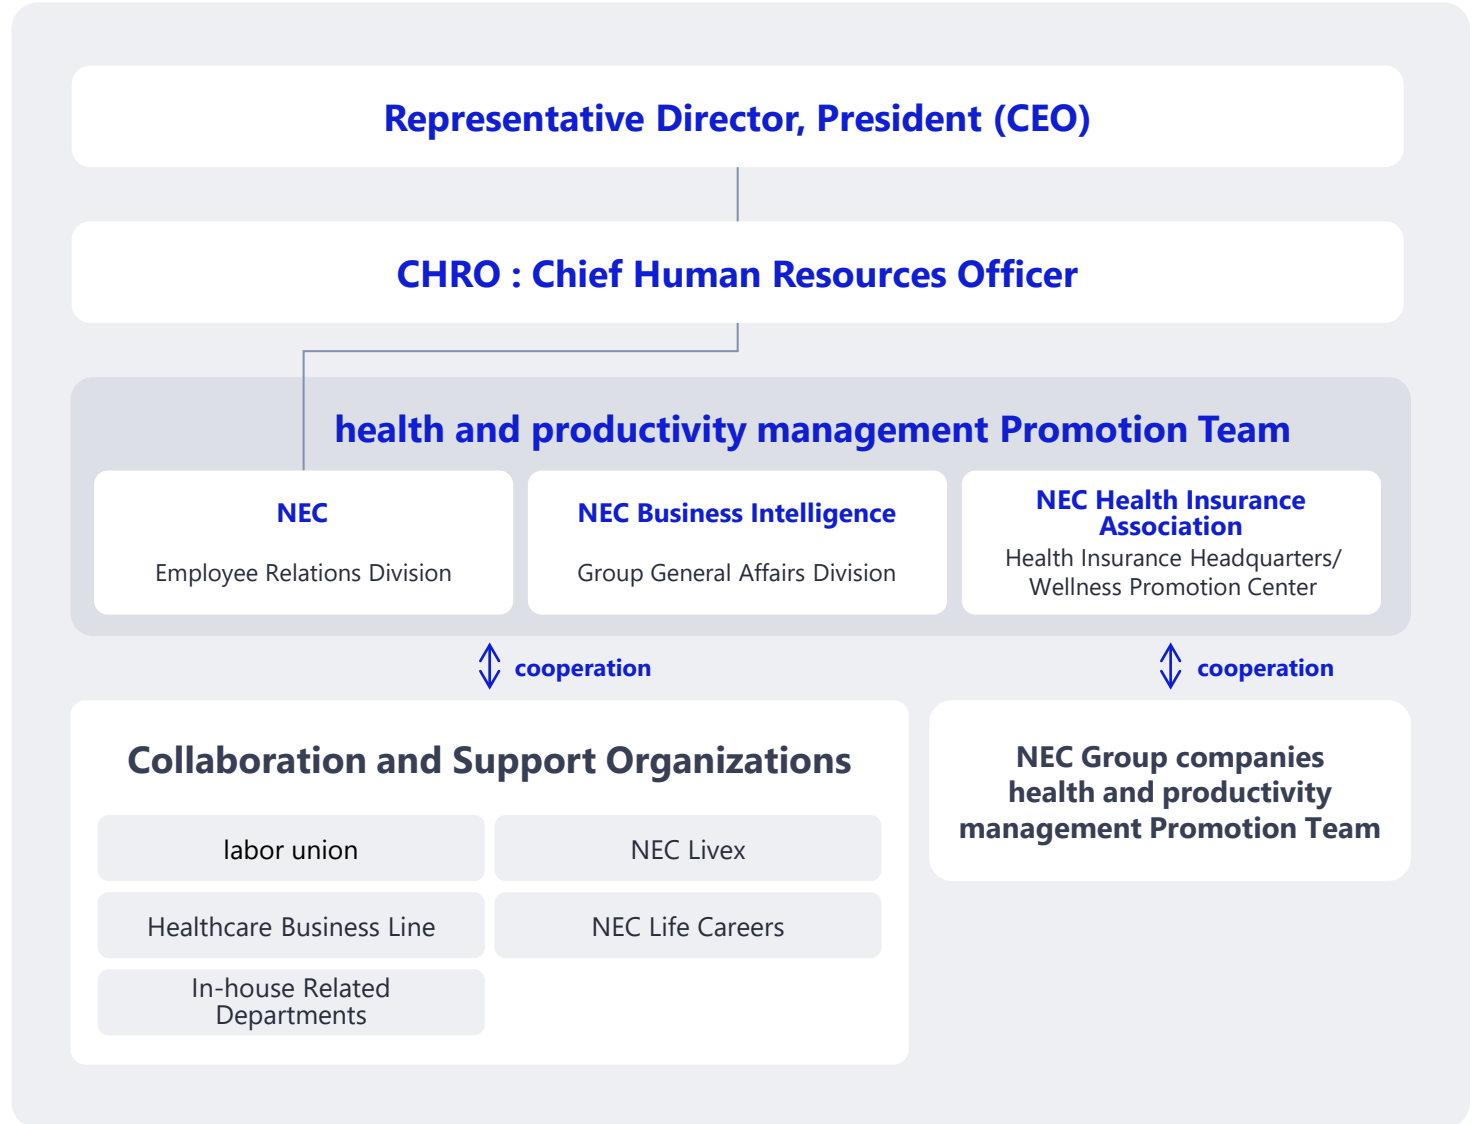 Representative Director, President (CEO)
CHRO : Chief Human Resources Officer
health and productivity management Promotion Team
NEC
Employee Relations Division
NEC Business Intelligence
Group General Affairs Division
NEC Health Insurance
Association
Health Insurance Headquarters/
Wellness Promotion Center
cooperation
cooperation
Collaboration and Support Organizations
labor union
NEC Livex
Healthcare Business Line
NEC Life Careers
In-house Related
Departments
NEC Group companies
health and productivity
management Promotion Team